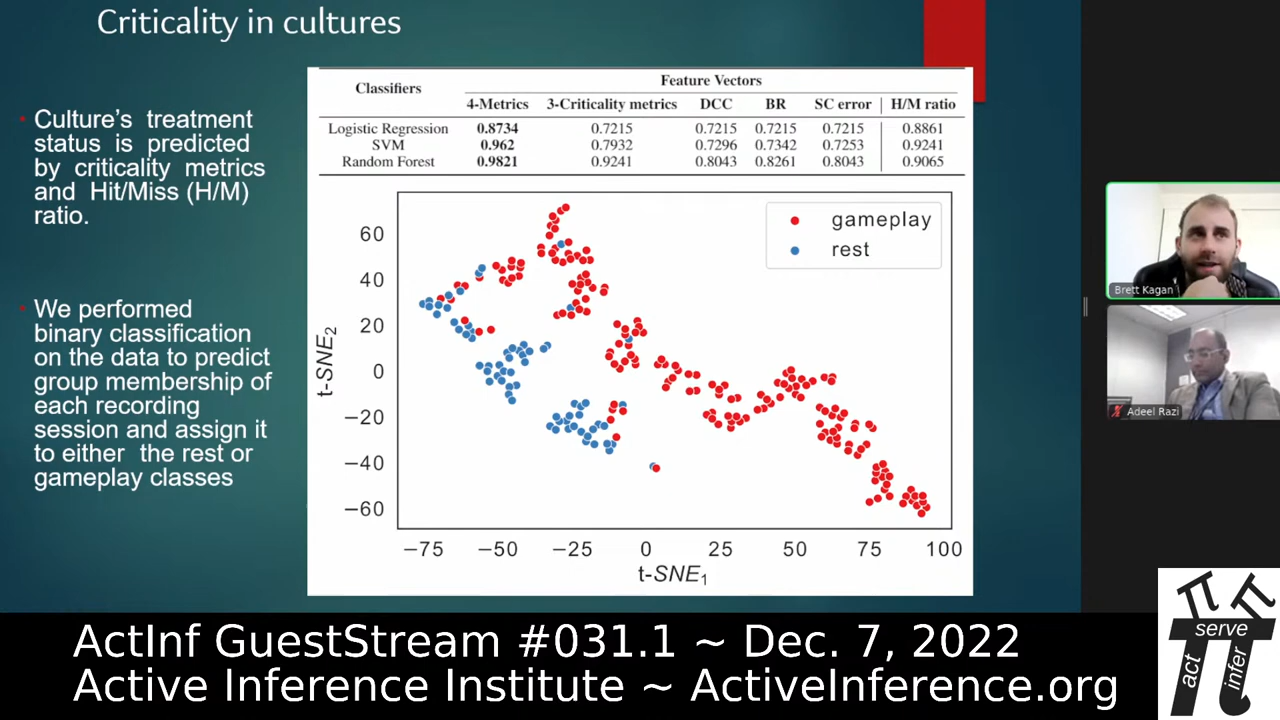 Criticality in cultures
Culture's treatment
status is predicted
by criticality metrics
and Hit/Miss (H/M)
ratio.
We performed
binary classification
on the data to predict
group membership of
each recording
session and assign it
to either the rest or
gameplay classes
Classifiers
Feature Vectors
4-Metrics 3-Criticality metrics DCC BR SC error H/M ratio
Logistic Regression 0.8734 0.7215 0.7215 0.7215 0.7215 0.8861
SVM 0.962 0.7932 0.7296 0.7342 0.7253 0.9241
Random Forest 0.9821 0.9241 0.8043 0.8261 0.8043 0.9065
gameplay
rest
t-SNE₂
60
40
20
0
−20
−40
−60
−75 −50 −25 0 25 50 75 100
t-SNE₁
Brett Kagan
Adeel Razi
ActInf GuestStream #031.1 ~ Dec. 7, 2022
Active Inference Institute ~ ActiveInference.org
serve
act
infer